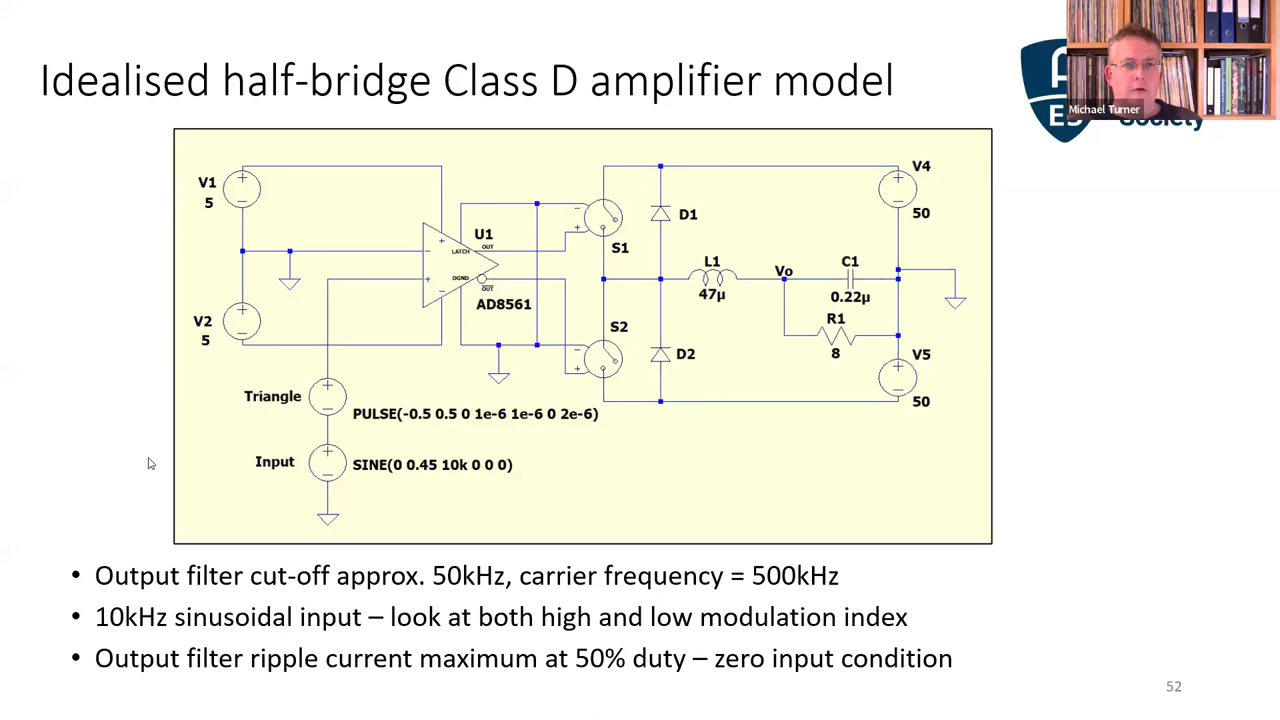 Idealised half-bridge Class D amplifier model
A
ES
Society
Michael Turner
V1
5
V2
5
U1
LATCH
OUT
DGND
OUT
AD8561
S1
S2
D1
D2
L1
47µ
Vo
C1
0.22µ
R1
8
V4
50
V5
50
Triangle
PULSE(-0.5 0.5 0 1e-6 1e-6 0 2e-6)
Input
SINE(0 0.45 10k 0 0 0)
• Output filter cut-off approx. 50kHz, carrier frequency = 500kHz
• 10kHz sinusoidal input – look at both high and low modulation index
• Output filter ripple current maximum at 50% duty – zero input condition
52